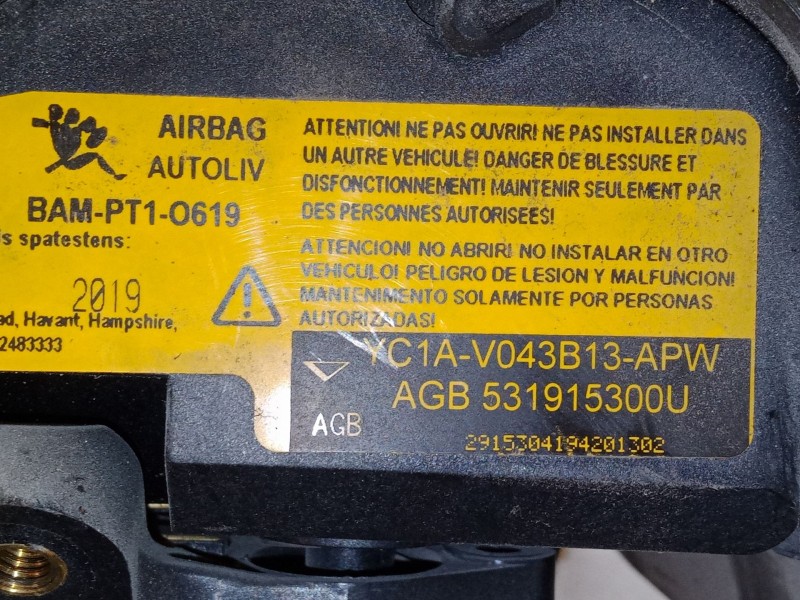 AIRBAG
AUTOLIV
BAM-PT1-O619
is spatestens:
2019
ad, Havant, Hampshire,
2483333
ATTENTION! NE PAS OUVRIR! NE PAS INSTALLER DANS
UN AUTRE VEHICULE! DANGER DE BLESSURE ET
DISFONCTIONNEMENT! MAINTENIR SEULEMENT PAR
DES PERSONNES AUTORISEES!
ATTENCION! NO ABRIR! NO INSTALAR EN OTRO
VEHICULO! PELIGRO DE LESION Y MALFUNCION!
MANTENIMENTO SOLAMENTE POR PERSONAS
AUTORIZADAS!
YC1A-V043B13-APW
AGB 531915300U
AGB
2915304194201302